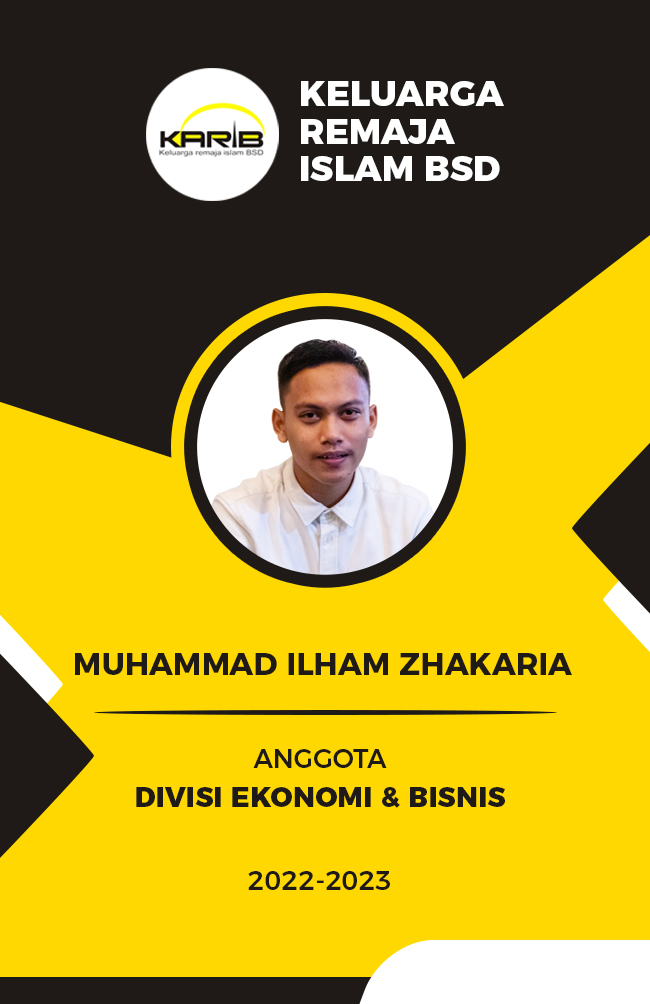 KARIB
Keluarga remaja islam BSD
KELUARGA
REMAJA
ISLAM BSD
MUHAMMAD ILHAM ZHAKARIA
ANGGOTA
DIVISI EKONOMI & BISNIS
2022-2023